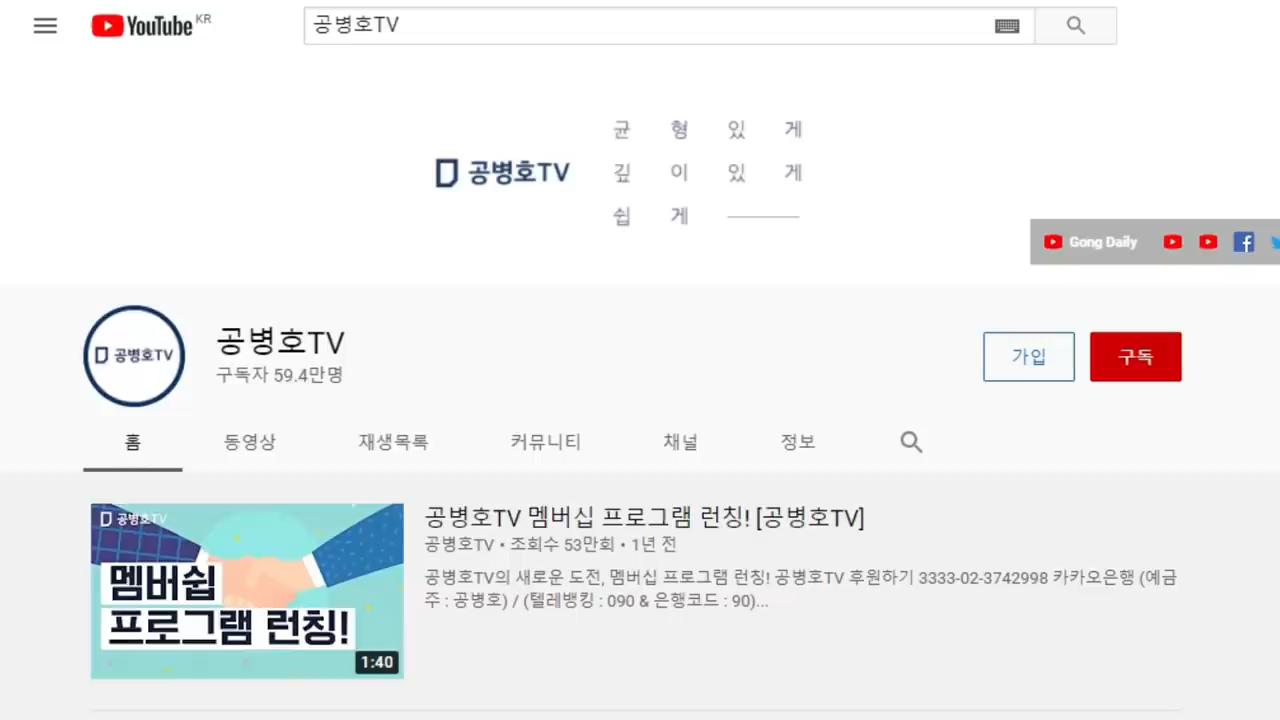 YouTube KR
공병호TV
균 형 있 게
공병호TV
깊 이 있 게
쉽 게
Gong Daily
공병호TV
공병호TV
구독자 59.4만명
가입
구독
홈
동영상
재생목록
커뮤니티
채널
정보
공병호TV
멤버쉽
프로그램 런칭!
1:40
공병호TV 멤버십 프로그램 런칭! [공병호TV]
공병호TV • 조회수 53만회 • 1년 전
공병호TV의 새로운 도전, 멤버십 프로그램 런칭! 공병호TV 후원하기 3333-02-3742998 카카오은행 (예금
주 : 공병호) / (텔레뱅킹 : 090 & 은행코드 : 90)...